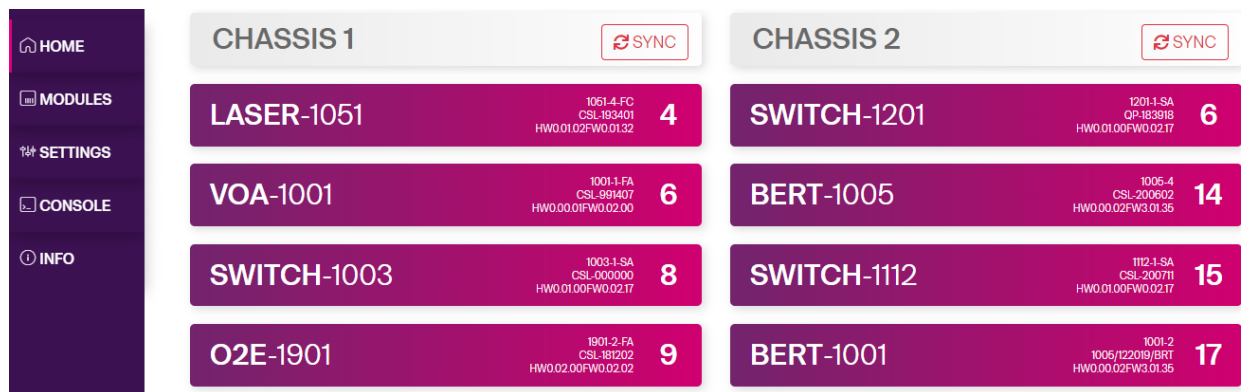 HOME
MODULES
SETTINGS
CONSOLE
INFO
CHASSIS 1
SYNC
LASER-1051
1051-4-FC
CSL-193401
HW0.01.02FW0.01.32
4
VOA-1001
1001-1-FA
CSL-991407
HW0.00.01FW0.02.00
6
SWITCH-1003
1003-1-SA
CSL-000000
HW0.01.00FW0.02.17
8
O2E-1901
1901-2-FA
CSL-181202
HW0.02.00FW0.02.02
9
CHASSIS 2
SYNC
SWITCH-1201
1201-1-SA
QP-183918
HW0.01.00FW0.02.17
6
BERT-1005
1005-4
CSL-200602
HW0.00.02FW3.01.35
14
SWITCH-1112
1112-1-SA
CSL-200711
HW0.01.00FW0.02.17
15
BERT-1001
1001-2
1005/122019/BRT
HW0.00.02FW3.01.35
17